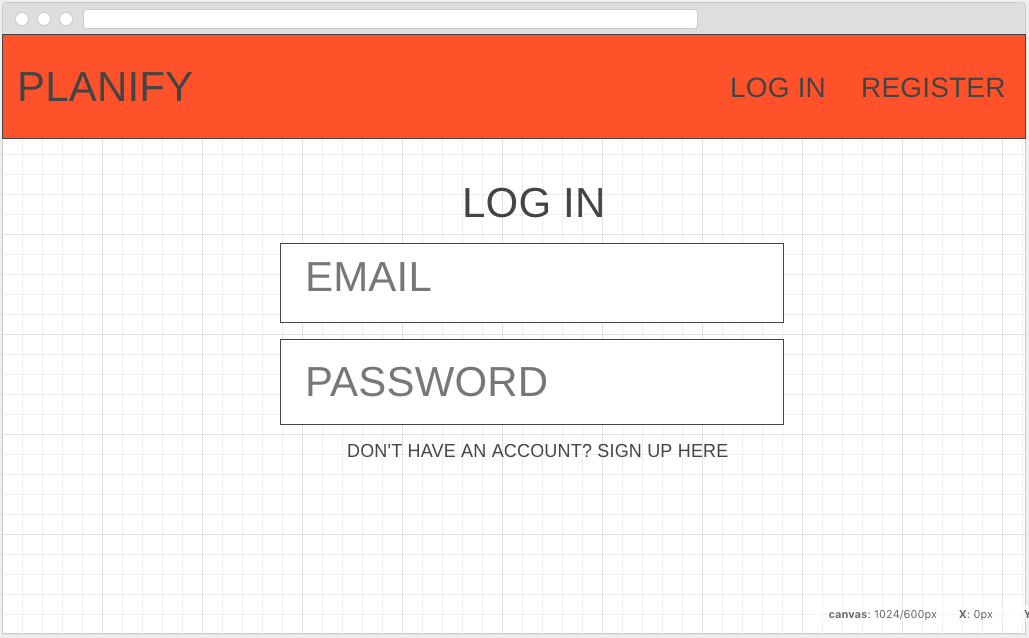 PLANIFY LOG IN REGISTER
LOG IN
EMAIL
PASSWORD
DON'T HAVE AN ACCOUNT? SIGN UP HERE
canvas: 1024/600px X: 0px Y